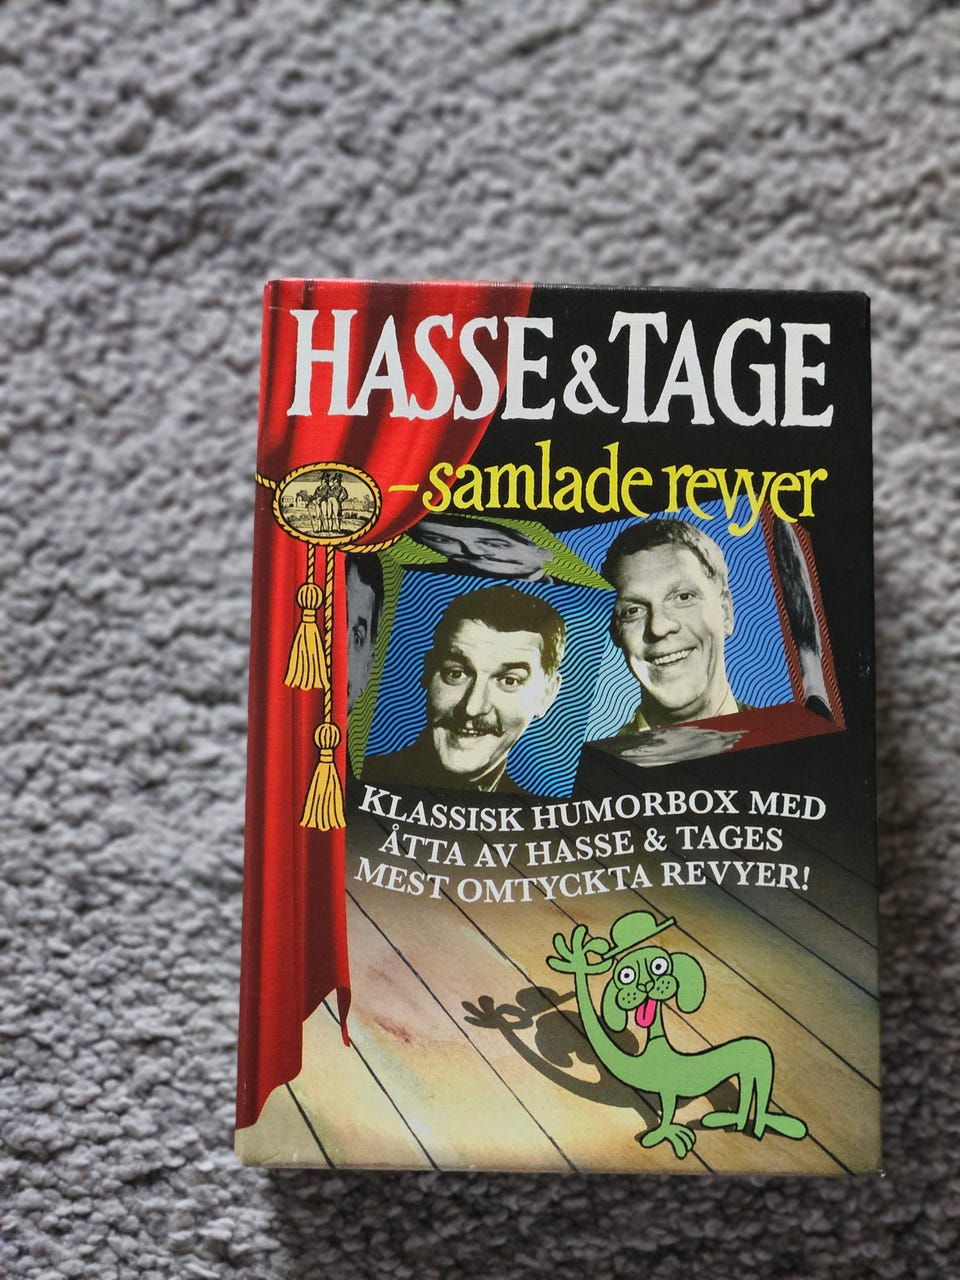 HASSE & TAGE
– samlade revyer
KLASSISK HUMORBOX MED
ÅTTA AV HASSE & TAGES
MEST OMTYCKTA REVYER!